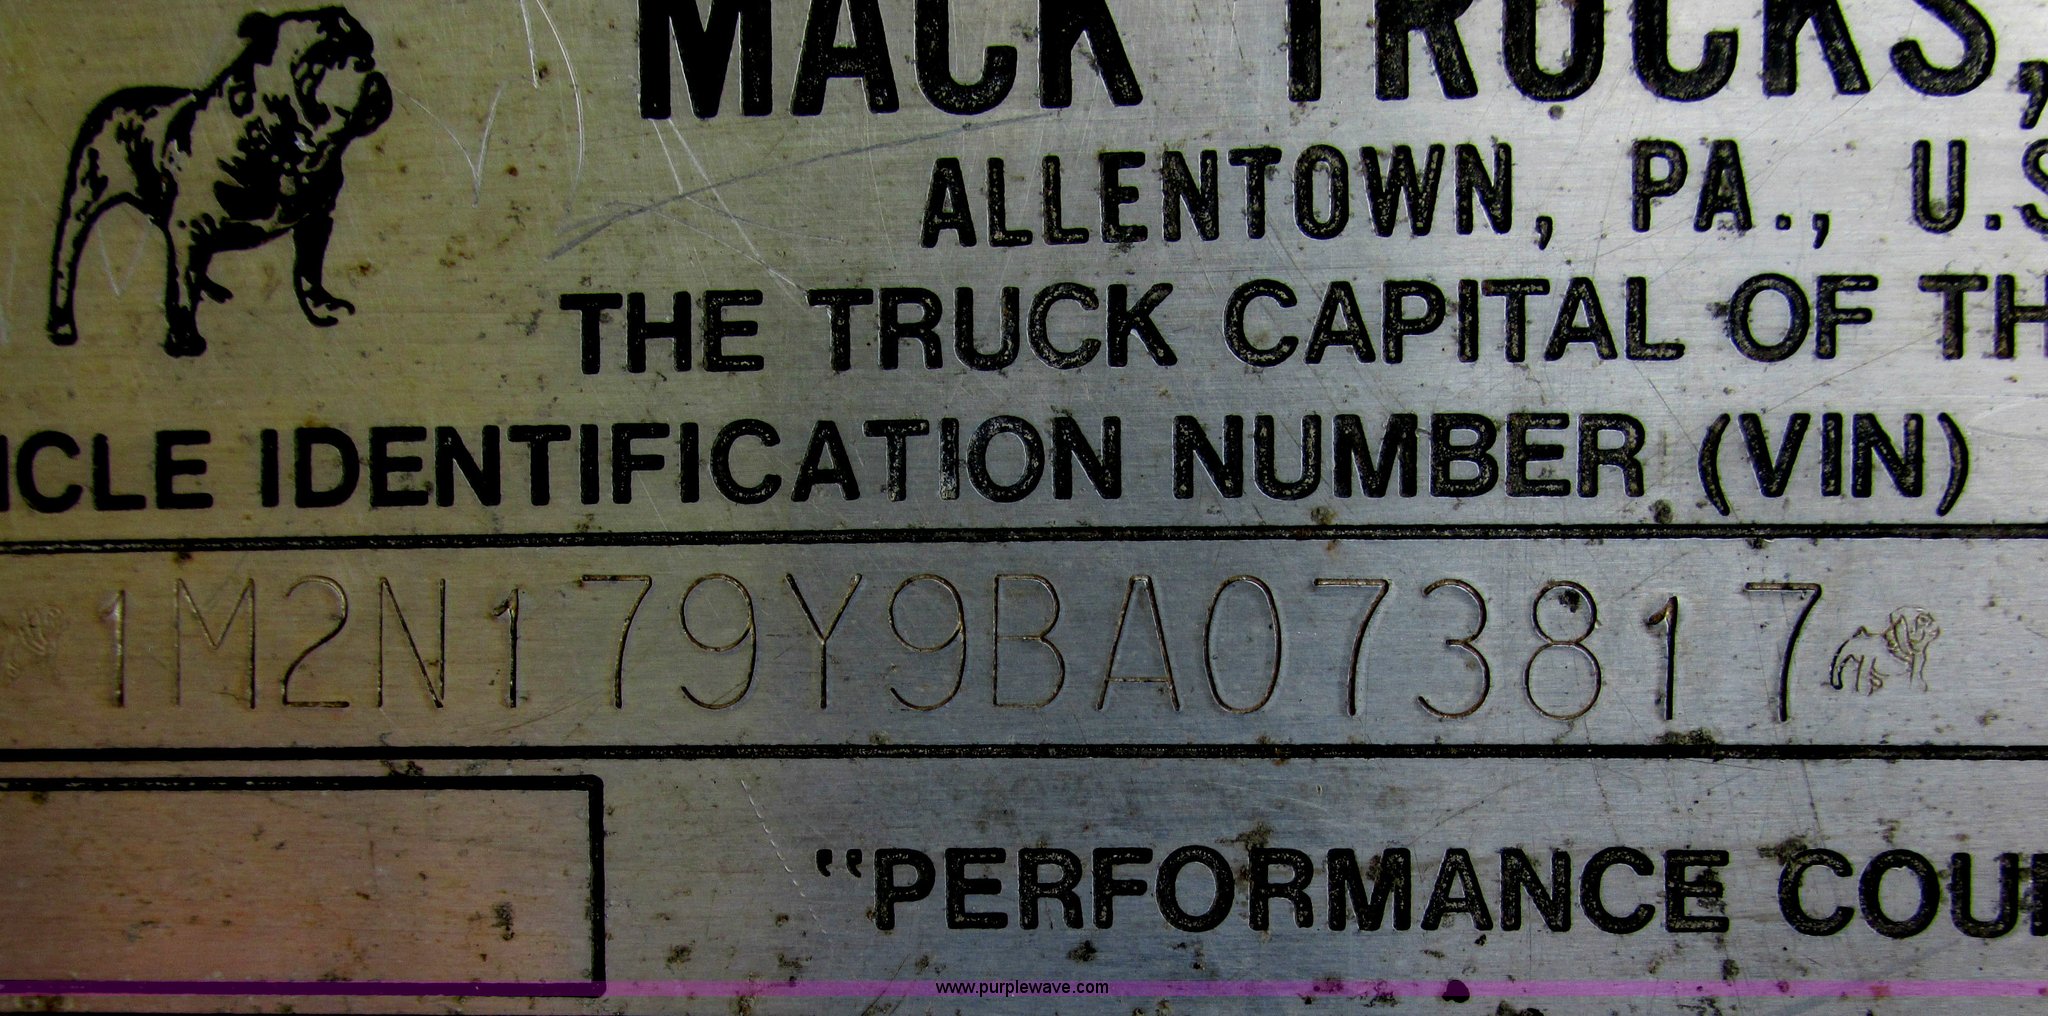 MACK TRUCKS,
ALLENTOWN, PA., U.S
THE TRUCK CAPITAL OF TH
ICLE IDENTIFICATION NUMBER (VIN)
1M2N179Y9BA073817
"PERFORMANCE COU
www.purplewave.com